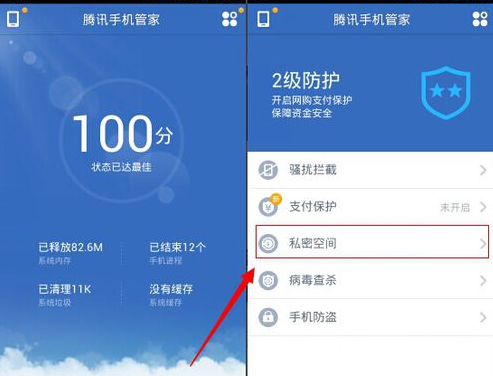 腾讯手机管家
100分
状态已达最佳
已释放82.6M
系统内存
已结束12个
手机进程
已清理11K
系统垃圾
没有缓存
系统缓存
腾讯手机管家
2级防护
开启网购支付保护
保障资金安全
骚扰拦截
支付保护 未开启
私密空间
病毒查杀
手机防盗